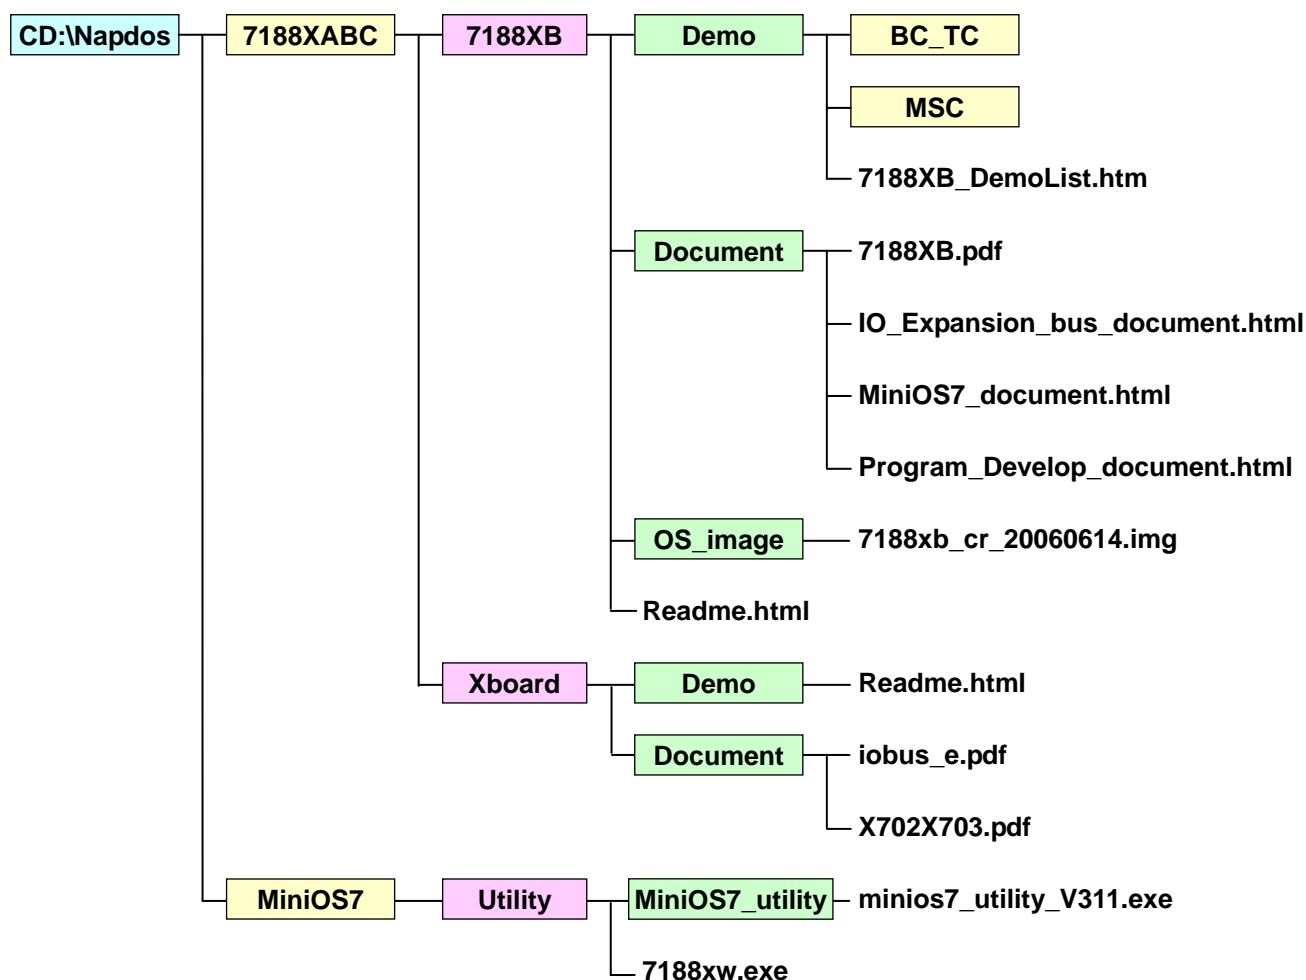 CD:\Napdos
7188XABC
7188XB
Demo
BC_TC
MSC
7188XB_DemoList.htm
Document
7188XB.pdf
IO_Expansion_bus_document.html
MiniOS7_document.html
Program_Develop_document.html
OS_image
7188xb_cr_20060614.img
Readme.html
Xboard
Demo
Readme.html
Document
iobus_e.pdf
X702X703.pdf
MiniOS7
Utility
MiniOS7_utility
minios7_utility_V311.exe
7188xw.exe